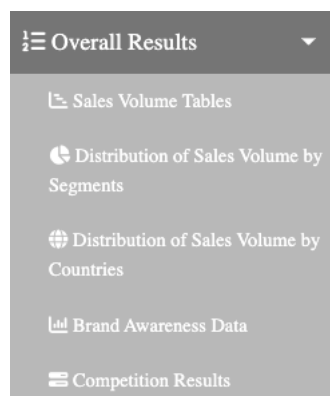 Overall Results
Sales Volume Tables
Distribution of Sales Volume by
Segments
Distribution of Sales Volume by
Countries
Brand Awareness Data
Competition Results